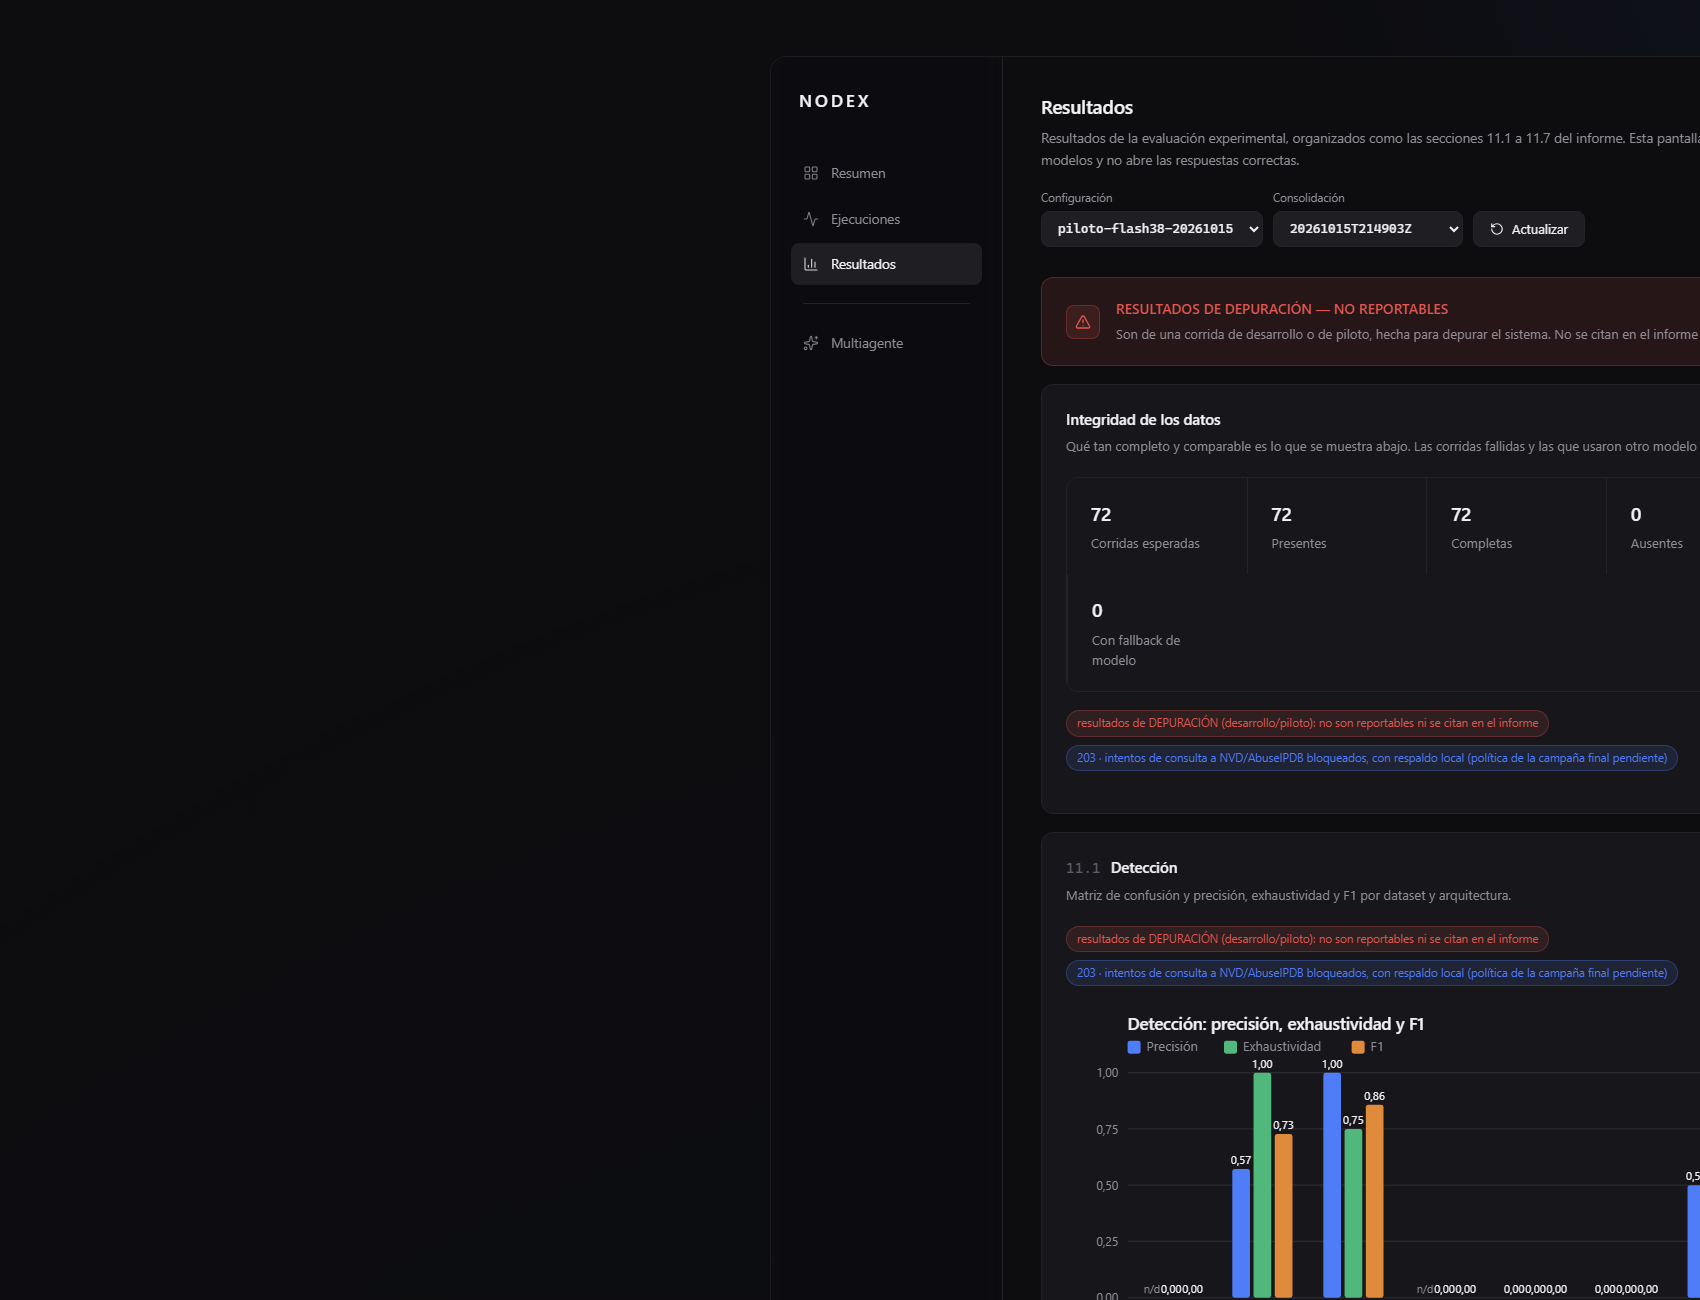 NODEX
Resumen
Ejecuciones
Resultados
Multiagente
Resultados
Resultados de la evaluación experimental, organizados como las secciones 11.1 a 11.7 del informe. Esta pantalla
modelos y no abre las respuestas correctas.
Configuración
Consolidación
piloto-flash38-20261015
20261015T214903Z
Actualizar
RESULTADOS DE DEPURACIÓN — NO REPORTABLES
Son de una corrida de desarrollo o de piloto, hecha para depurar el sistema. No se citan en el informe
Integridad de los datos
Qué tan completo y comparable es lo que se muestra abajo. Las corridas fallidas y las que usaron otro modelo
72
Corridas esperadas
72
Presentes
72
Completas
0
Ausentes
0
Con fallback de
modelo
resultados de DEPURACIÓN (desarrollo/piloto): no son reportables ni se citan en el informe
203 · intentos de consulta a NVD/AbuseIPDB bloqueados, con respaldo local (política de la campaña final pendiente)
11.1 Detección
Matriz de confusión y precisión, exhaustividad y F1 por dataset y arquitectura.
resultados de DEPURACIÓN (desarrollo/piloto): no son reportables ni se citan en el informe
203 · intentos de consulta a NVD/AbuseIPDB bloqueados, con respaldo local (política de la campaña final pendiente)
Detección: precisión, exhaustividad y F1
Precisión Exhaustividad F1
1,00 1,00
1,00
0,86
0,75
0,73
0,75
0,57
0,50
0,5
0,25
n/d0,000,00 n/d0,000,00 0,000,000,00 0,000,000,00
0,00